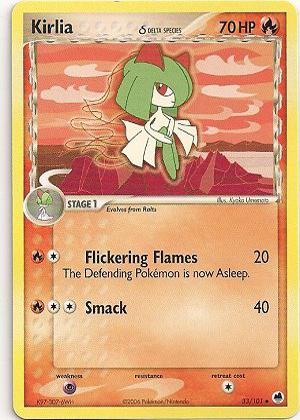 Kirlia δ DELTA SPECIES 70 HP
Illus. Kyoko Umemoto
STAGE 1
Evolves from Ralts
Flickering Flames 20
The Defending Pokémon is now Asleep.
Smack 40
weakness resistance retreat cost
©2006 Pokémon/Nintendo 33/101